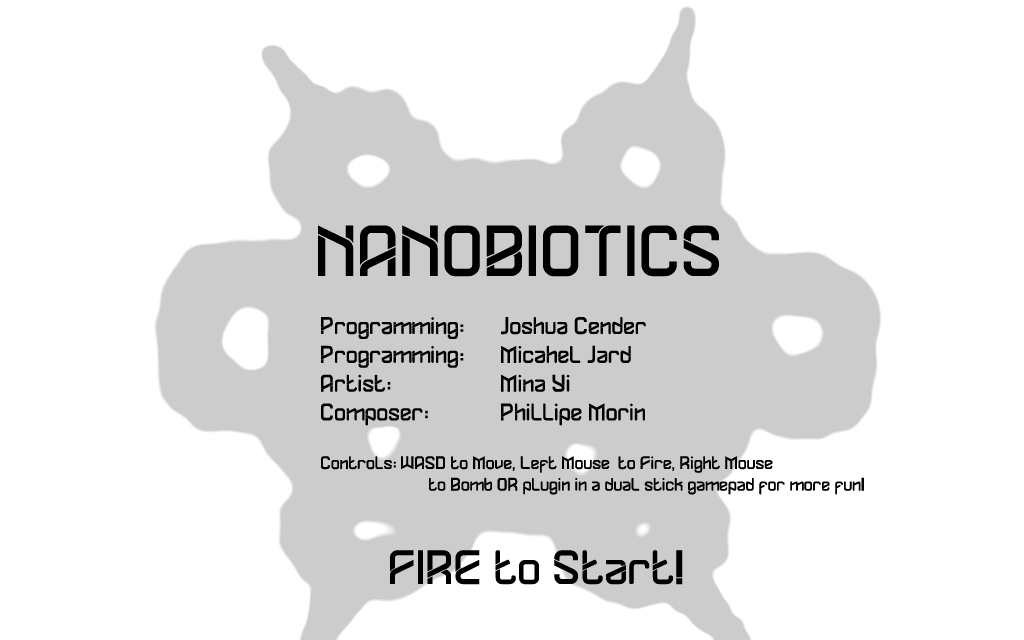 NANOBIOTICS
Programming: Joshua Cender
Programming: Micahel Jard
Artist: Mina Yi
Composer: Phillipe Morin
Controls: WASD to Move, Left Mouse to Fire, Right Mouse
to Bomb OR plugin in a dual stick gamepad for more fun!
FIRE to Start!